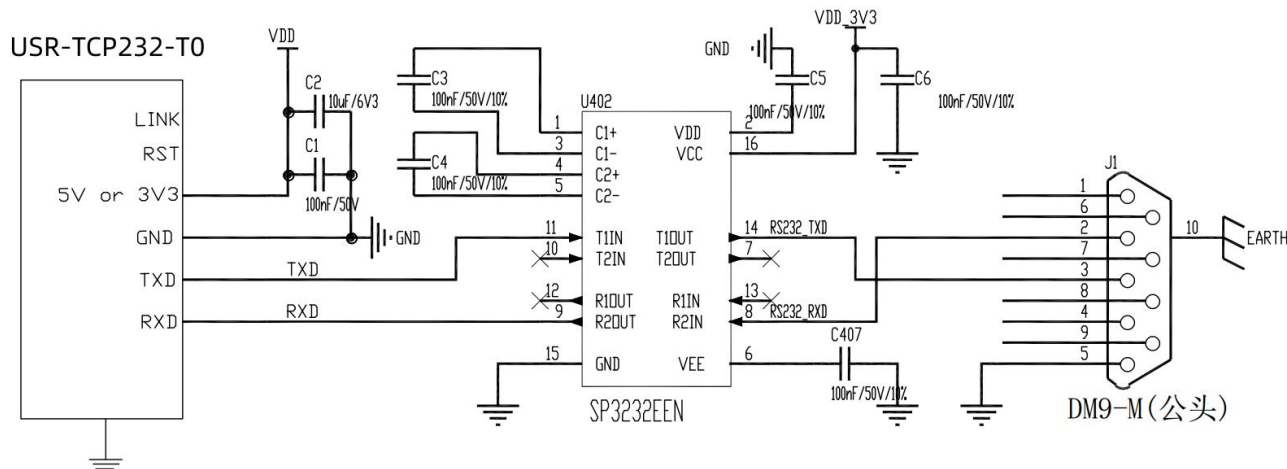 USR-TCP232-T0
LINK
RST
5V or 3V3
GND
TXD
RXD
VDD
C2
10uF/6V3
C1
100nF/50V
GND
TXD
RXD
C3
100nF/50V/10%
C4
100nF/50V/10%
U402
1
3
4
5
11
10
12
9
15
C1+
C1-
C2+
C2-
T1IN
T2IN
R1OUT
R2OUT
GND
VDD
VCC
T1OUT
T2OUT
R1IN
R2IN
VEE
2
16
14
7
13
8
6
SP3232EEN
RS232_TXD
RS232_RXD
GND
C5
100nF/50V/10%
VDD_3V3
C6
100nF/50V/10%
C407
100nF/50V/10%
J1
1
6
2
7
3
8
4
9
5
10
EARTH
DM9-M(公头)